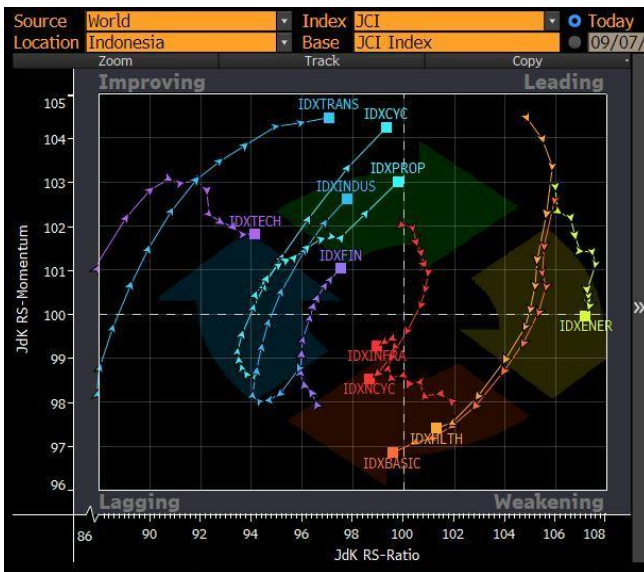 Source World Index JCI Today
Location Indonesia Base JCI Index 09/07/
Zoom Track Copy
Improving Leading
105
IDXTRANS IDXCYC
104
103
IDXPROP
IDXINDUS
102
IDXTECH
IDXFIN
101
100
IDXENER
99
IDXINFRA
98
IDXNCYC
97
IDXHLTH
IDXBASIC
96
Lagging Weakening
JdK RS-Momentum
86 90 92 94 96 98 100 102 104 106 108
JdK RS-Ratio
»